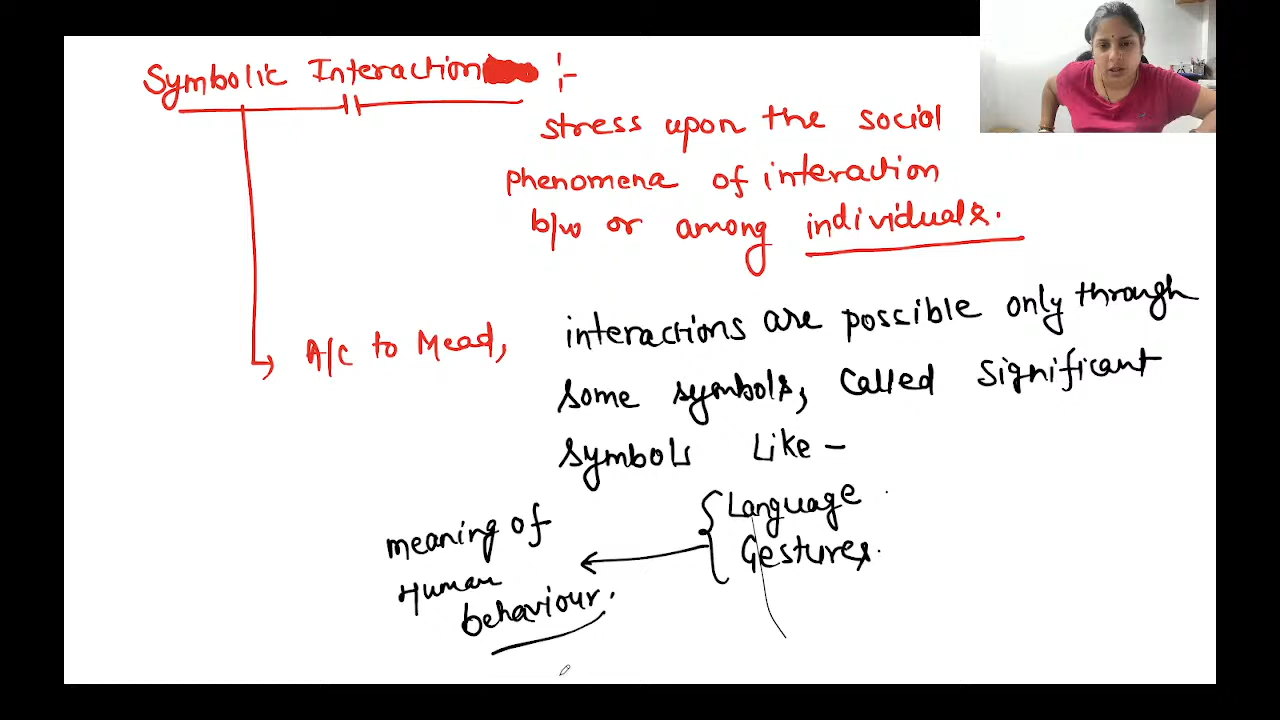 Symbolic Interaction :-
stress upon the social
phenomena of interaction
b/w or among individuals.
A/C to Mead,
interactions are possible only through
some symbols, called significant
symbols Like -
Language
Gestures.
meaning of
Human
behaviour.